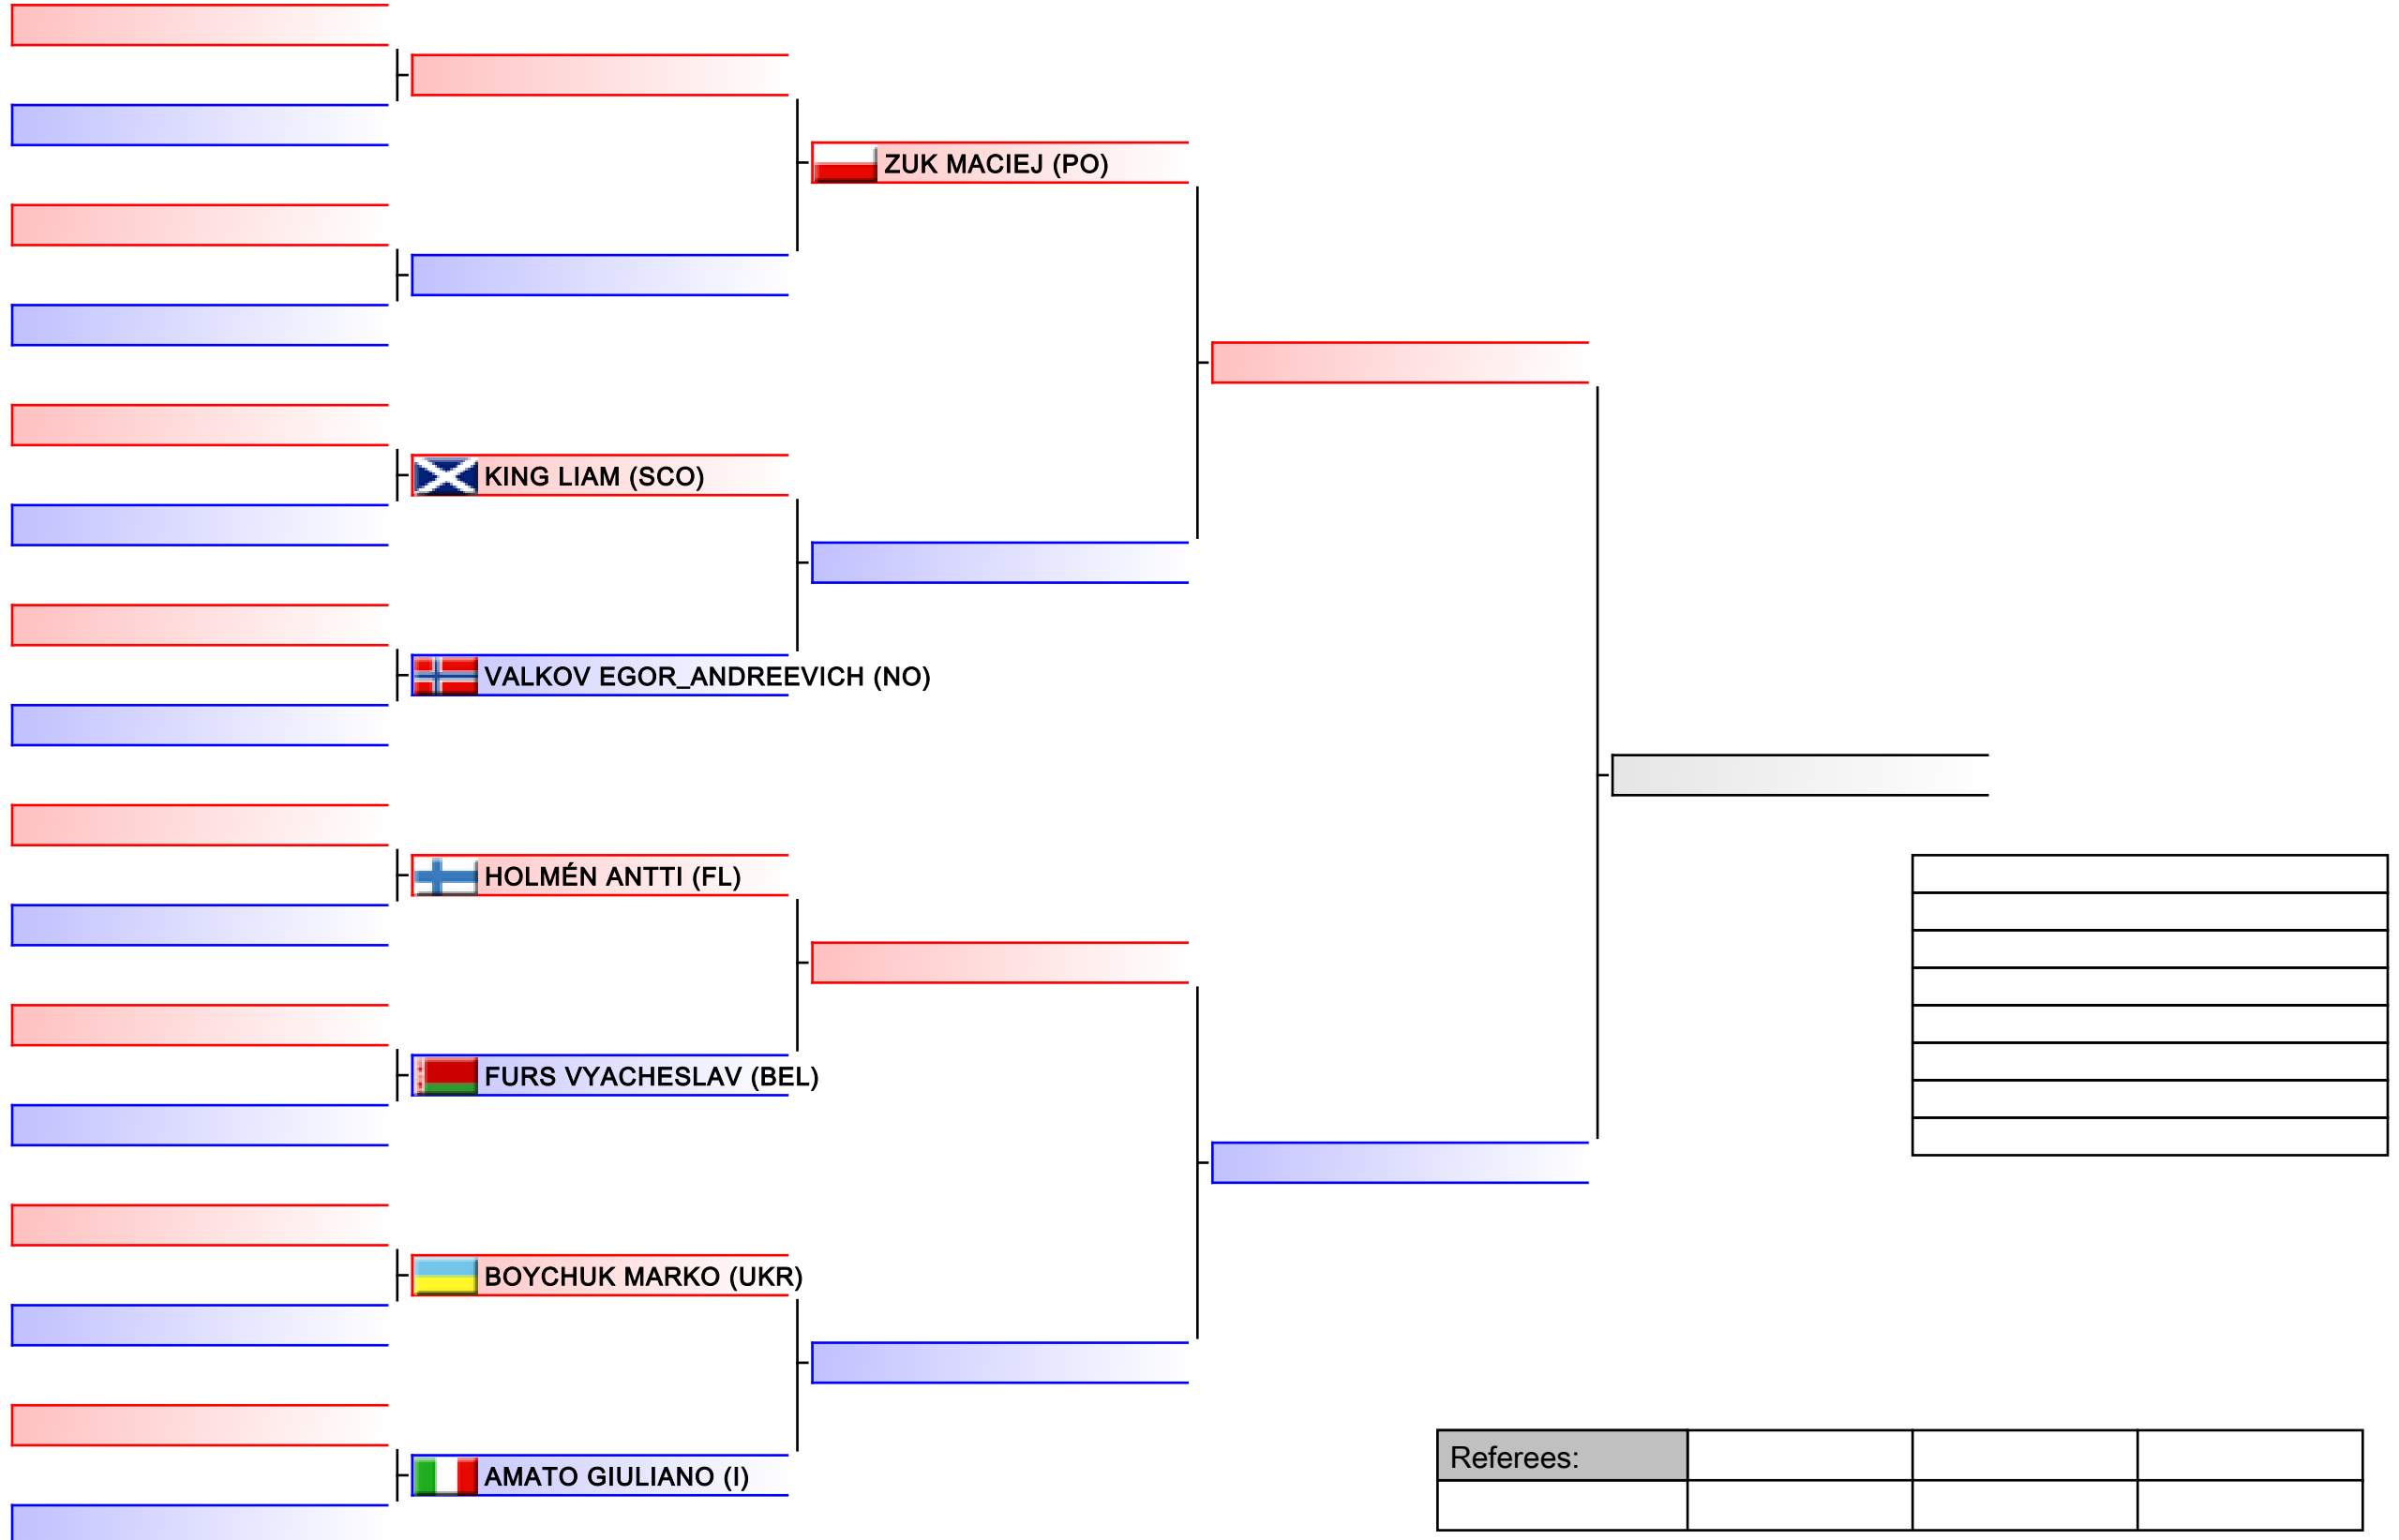 ZUK MACIEJ (PO)
KING LIAM (SCO)
VALKOV EGOR_ANDREEVICH (NO)
HOLMÉN ANTTI (FL)
FURS VYACHESLAV (BEL)
BOYCHUK MARKO (UKR)
AMATO GIULIANO (I)
Referees: